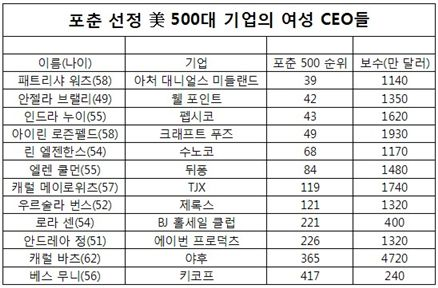 포춘 선정 美 500대 기업의 여성 CEO들
이름(나이) 기업 포춘 500 순위 보수(만 달러)
패트리샤 워츠(58) 아처 대니얼스 미들랜드 39 1140
안젤라 브랠리(49) 웰 포인트 42 1350
인드라 누이(55) 펩시코 43 1620
아이린 로즌펠드(58) 크래프트 푸즈 49 1930
린 엘젠한스(54) 수노코 68 1170
엘렌 쿨먼(55) 뒤퐁 84 1480
캐럴 메이로위츠(57) TJX 119 1740
우르술라 번스(52) 제록스 121 1320
로라 센(54) BJ 홀세일 클럽 221 400
안드레아 정(51) 에이번 프로덕츠 226 1320
캐럴 바츠(62) 야후 365 4720
베스 무니(56) 키코프 417 240